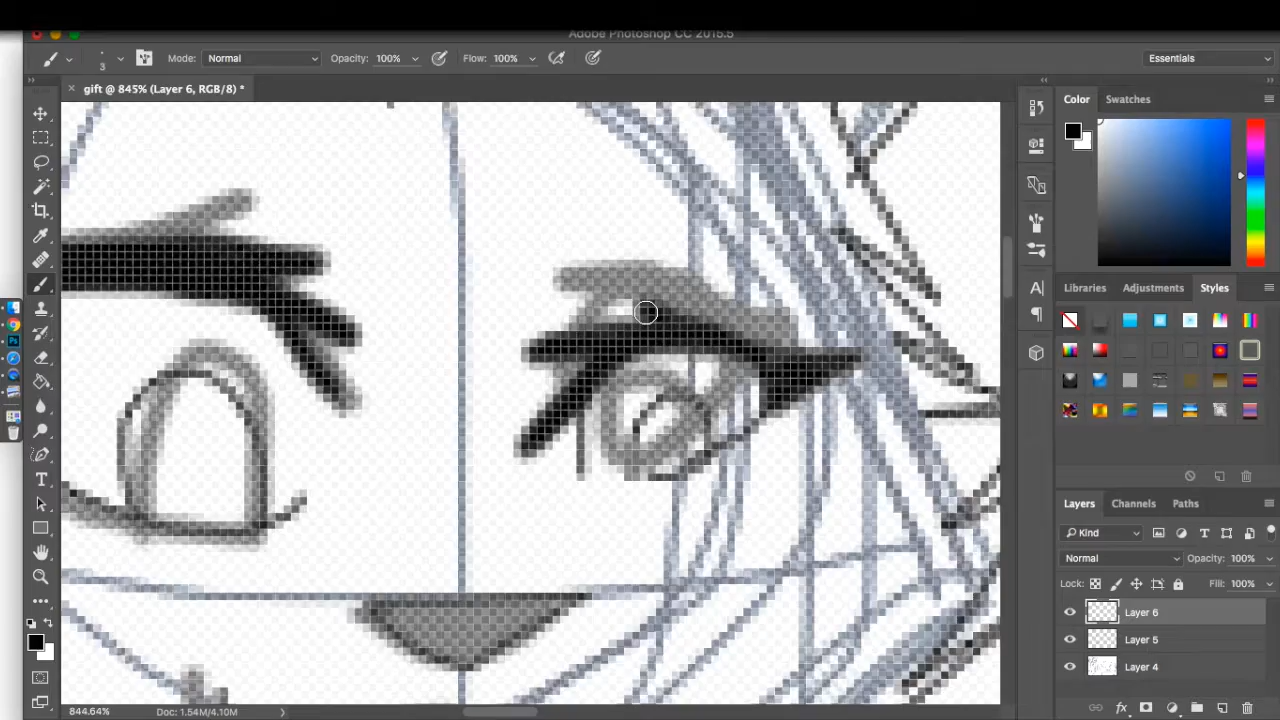 Adobe Photoshop CC 2015.5
3 Mode: Normal Opacity: 100% Flow: 100% Essentials
gift @ 845% (Layer 6, RGB/8) *
Color Swatches
Libraries Adjustments Styles
Layers Channels Paths
Kind
Normal Opacity: 100%
Lock: Fill: 100%
Layer 6
Layer 5
Layer 4
844.64% Doc: 1.54M/4.10M